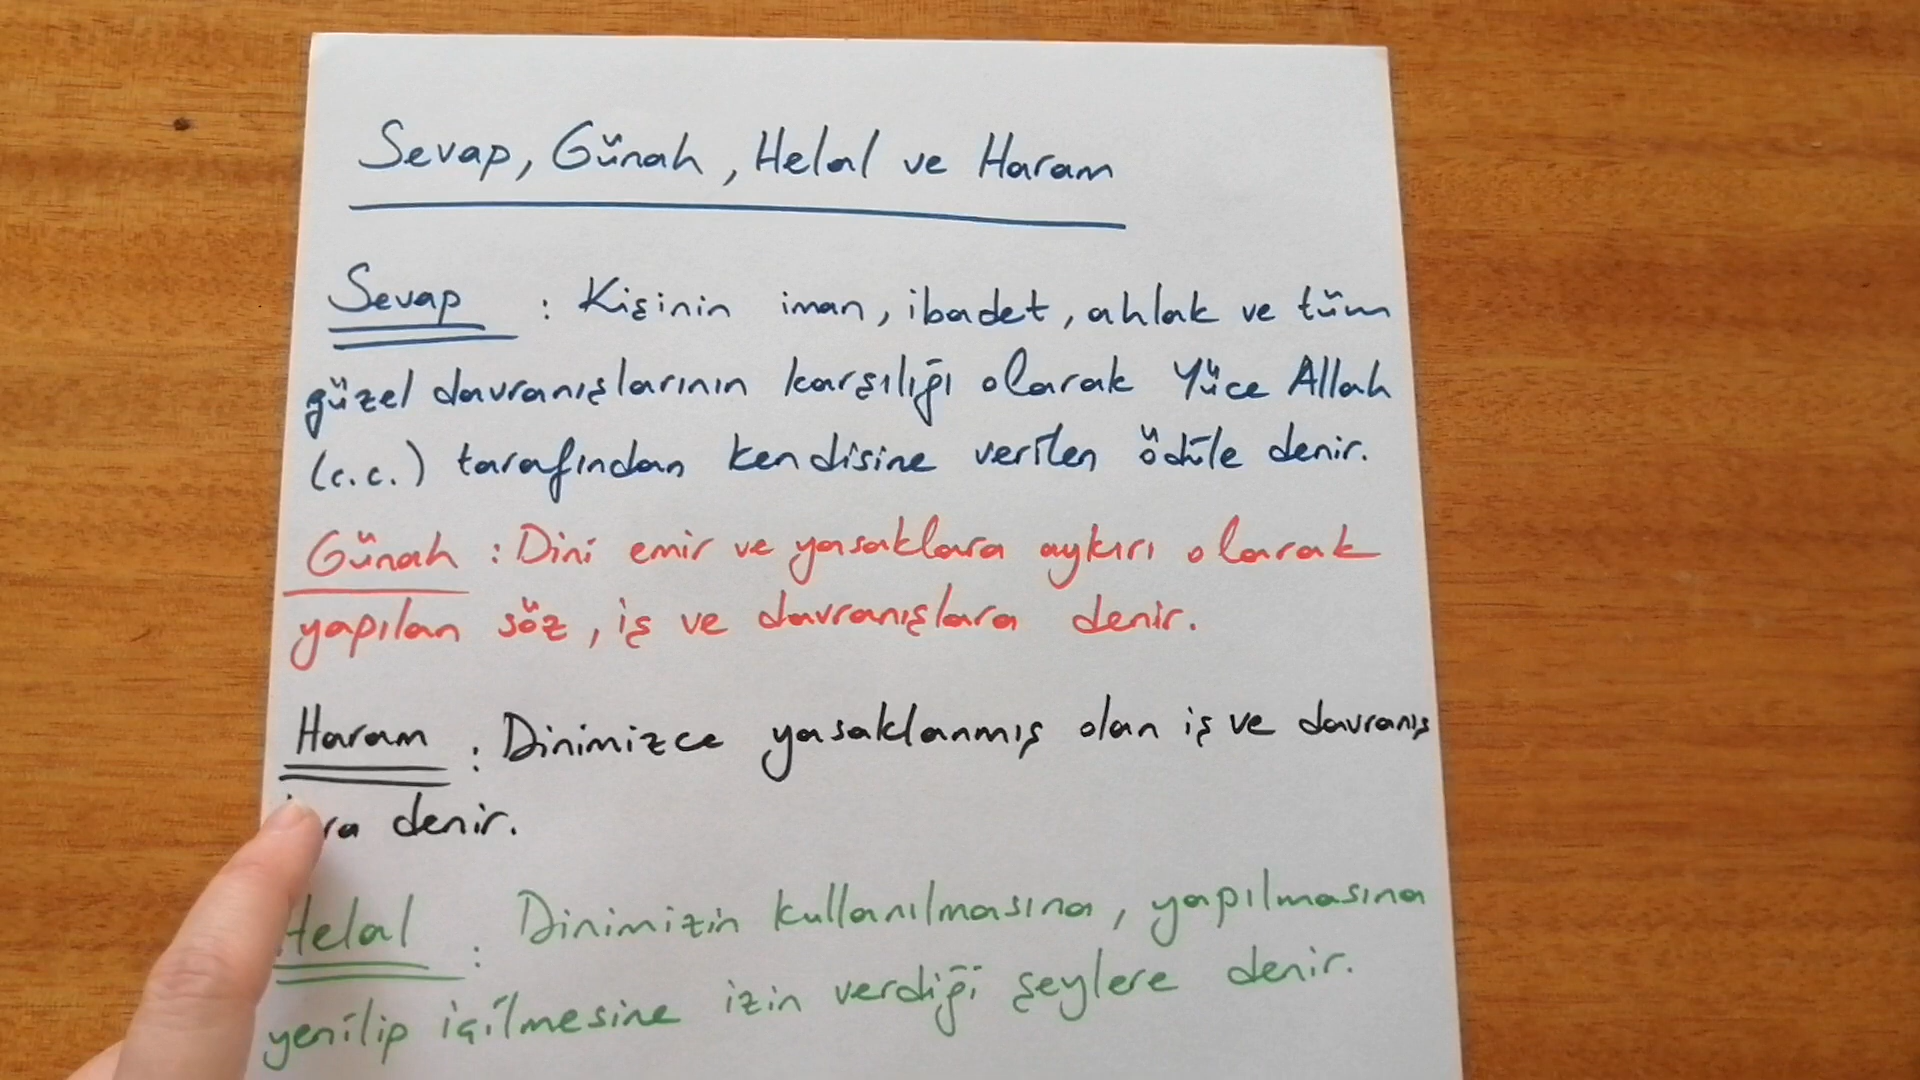 Sevap, Günah, Helal ve Haram
Sevap : Kişinin iman, ibadet, ahlak ve tüm
güzel davranışlarının karşılığı olarak Yüce Allah
(c.c.) tarafından kendisine verilen ödüle denir.
Günah : Dini emir ve yasaklara aykırı olarak
yapılan söz, iş ve davranışlara denir.
Haram : Dinimizce yasaklanmış olan iş ve davranış
denir.
Helal : Dinimizin kullanılmasına, yapılmasına
yenilip içilmesine izin verdiği şeylere denir.